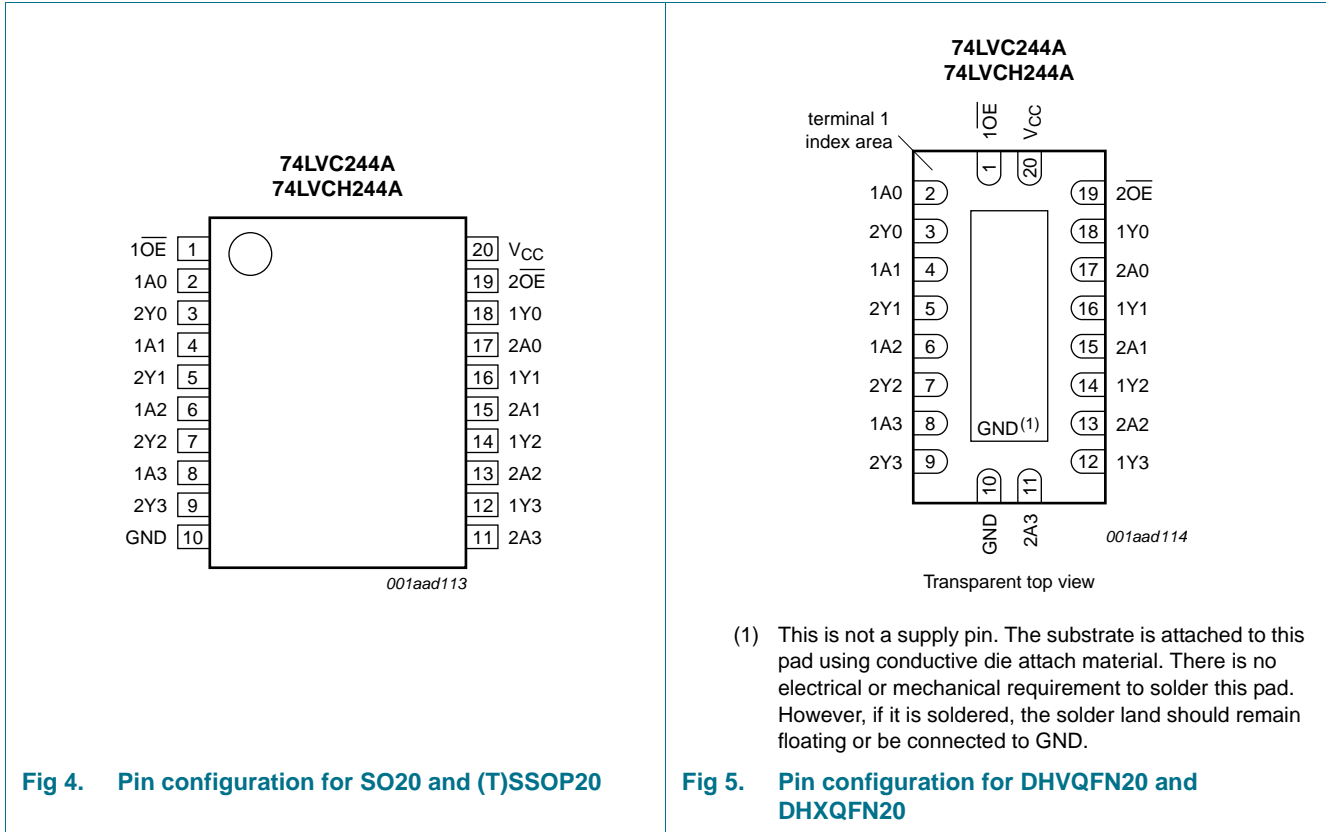 74LVC244A
74LVCH244A
1OE 1
1A0 2
2Y0 3
1A1 4
2Y1 5
1A2 6
2Y2 7
1A3 8
2Y3 9
GND 10
20 VCC
19 2OE
18 1Y0
17 2A0
16 1Y1
15 2A1
14 1Y2
13 2A2
12 1Y3
11 2A3
001aad113
Fig 4. Pin configuration for SO20 and (T)SSOP20
74LVC244A
74LVCH244A
terminal 1
index area
1OE
VCC
1
20
1A0 2
2Y0 3
1A1 4
2Y1 5
1A2 6
2Y2 7
1A3 8
2Y3 9
19 2OE
18 1Y0
17 2A0
16 1Y1
15 2A1
14 1Y2
13 2A2
12 1Y3
GND(1)
10
11
GND
2A3
001aad114
Transparent top view
(1) This is not a supply pin. The substrate is attached to this
pad using conductive die attach material. There is no
electrical or mechanical requirement to solder this pad.
However, if it is soldered, the solder land should remain
floating or be connected to GND.
Fig 5. Pin configuration for DHVQFN20 and
DHXQFN20